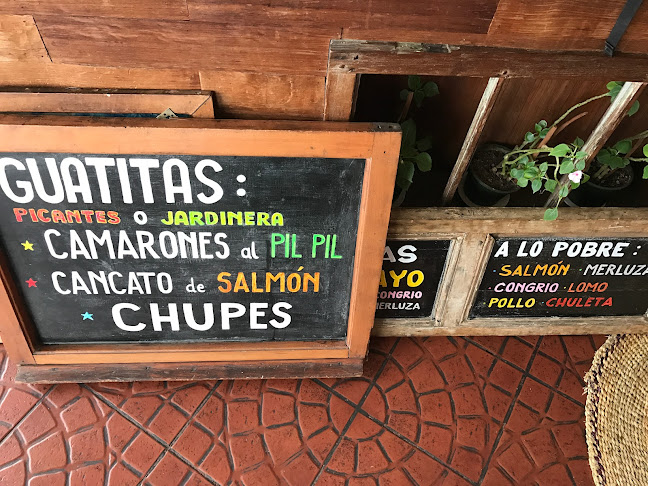 GUATITAS:
PICANTES O JARDINERA
CAMARONES al PIL PIL
CANCATO de SALMÓN
CHUPES
AS
AYO
CONGRIO
MERLUZA
A LO POBRE:
SALMÓN · MERLUZA
CONGRIO · LOMO
POLLO · CHULETA